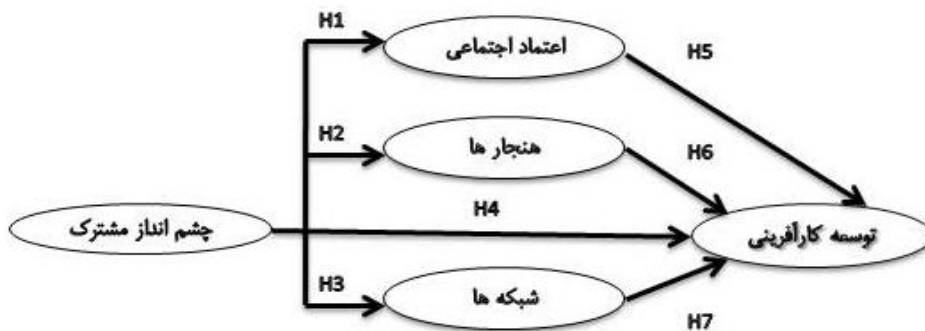 H1
اعتماد اجتماعی
H5
H2
هنجار ها
H6
H4
چشم انداز مشترک
توسعه کارآفرینی
H3
شبکه ها
H7